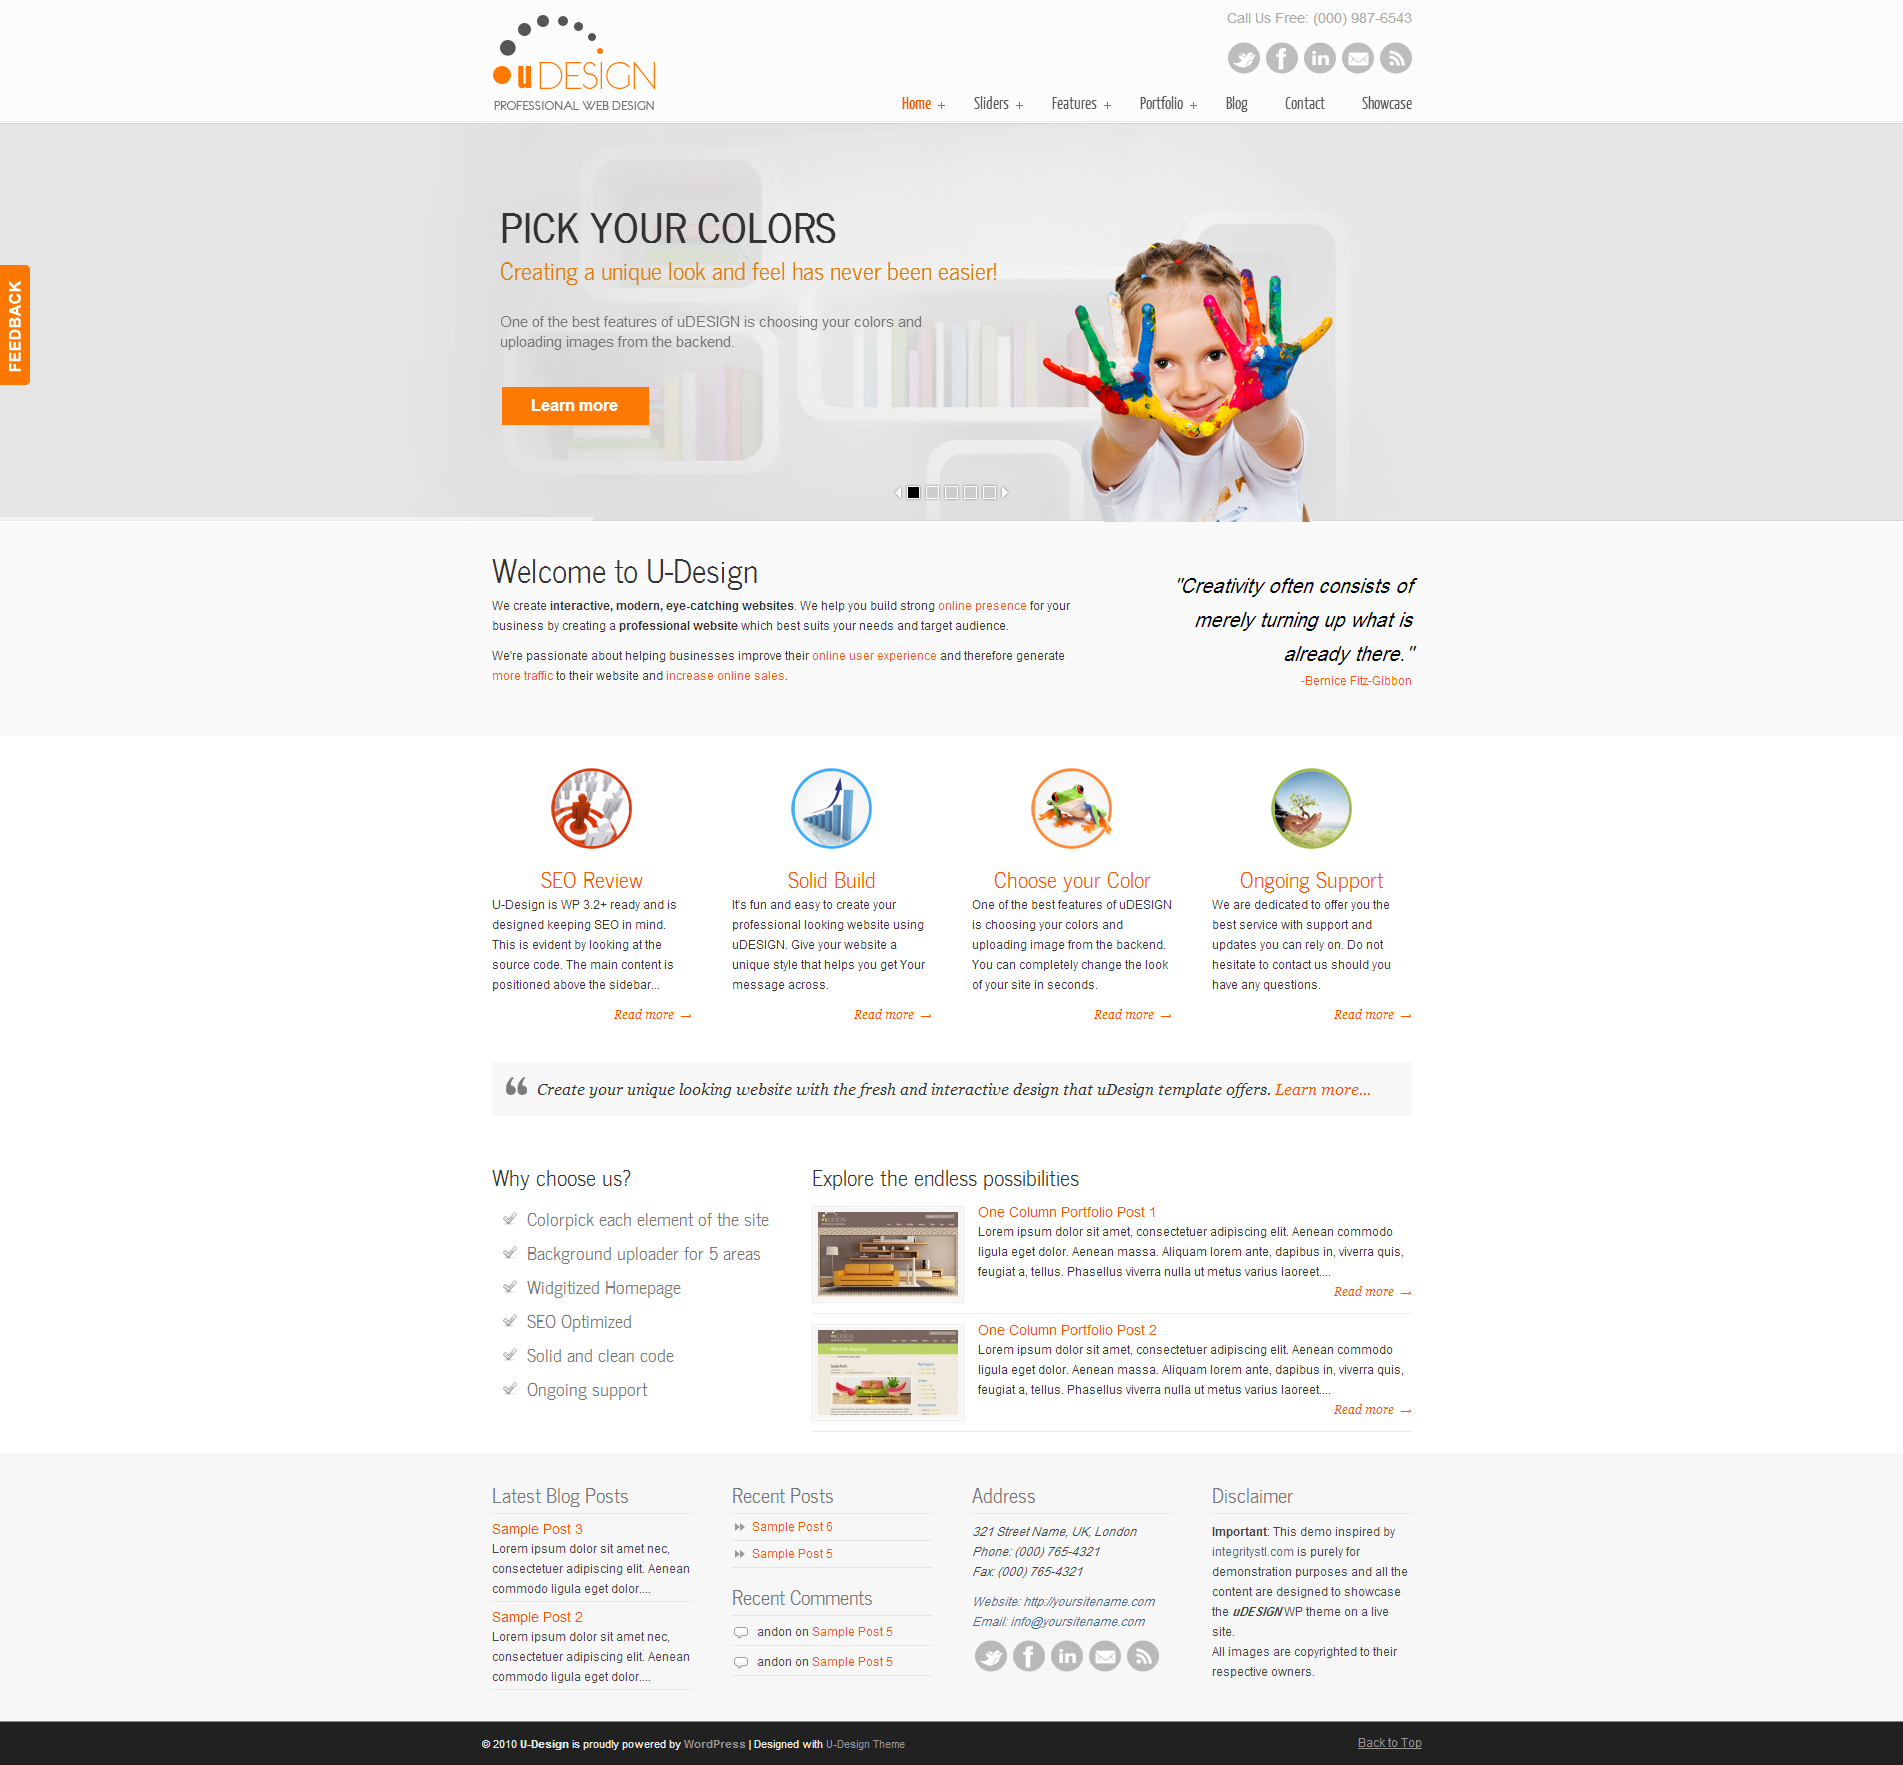 Call Us Free: (000) 987-6543
u DESIGN
PROFESSIONAL WEB DESIGN
Home + Sliders + Features + Portfolio + Blog Contact Showcase
FEEDBACK
PICK YOUR COLORS
Creating a unique look and feel has never been easier!
One of the best features of uDESIGN is choosing your colors and
uploading images from the backend.
Learn more
Welcome to U-Design
We create interactive, modern, eye-catching websites. We help you build strong online presence for your
business by creating a professional website which best suits your needs and target audience.
We're passionate about helping businesses improve their online user experience and therefore generate
more traffic to their website and increase online sales.
"Creativity often consists of
merely turning up what is
already there."
-Bernice Fitz-Gibbon
SEO Review
U-Design is WP 3.2+ ready and is
designed keeping SEO in mind.
This is evident by looking at the
source code. The main content is
positioned above the sidebar...
Read more →
Solid Build
It's fun and easy to create your
professional looking website using
uDESIGN. Give your website a
unique style that helps you get Your
message across.
Read more →
Choose your Color
One of the best features of uDESIGN
is choosing your colors and
uploading image from the backend.
You can completely change the look
of your site in seconds.
Read more →
Ongoing Support
We are dedicated to offer you the
best service with support and
updates you can rely on. Do not
hesitate to contact us should you
have any questions.
Read more →
Create your unique looking website with the fresh and interactive design that uDesign template offers. Learn more...
Why choose us?
Colorpick each element of the site
Background uploader for 5 areas
Widgitized Homepage
SEO Optimized
Solid and clean code
Ongoing support
Explore the endless possibilities
One Column Portfolio Post 1
Lorem ipsum dolor sit amet, consectetuer adipiscing elit. Aenean commodo
ligula eget dolor. Aenean massa. Aliquam lorem ante, dapibus in, viverra quis,
feugiat a, tellus. Phasellus viverra nulla ut metus varius laoreet....
Read more →
One Column Portfolio Post 2
Lorem ipsum dolor sit amet, consectetuer adipiscing elit. Aenean commodo
ligula eget dolor. Aenean massa. Aliquam lorem ante, dapibus in, viverra quis,
feugiat a, tellus. Phasellus viverra nulla ut metus varius laoreet....
Read more →
Latest Blog Posts
Sample Post 3
Lorem ipsum dolor sit amet nec,
consectetuer adipiscing elit. Aenean
commodo ligula eget dolor....
Sample Post 2
Lorem ipsum dolor sit amet nec,
consectetuer adipiscing elit. Aenean
commodo ligula eget dolor....
Recent Posts
Sample Post 6
Sample Post 5
Recent Comments
andon on Sample Post 5
andon on Sample Post 5
Address
321 Street Name, UK, London
Phone: (000) 765-4321
Fax: (000) 765-4321
Website: http://yoursitename.com
Email: info@yoursitename.com
Disclaimer
Important: This demo inspired by
integritystl.com is purely for
demonstration purposes and all the
content are designed to showcase
the uDESIGN WP theme on a live
site.
All images are copyrighted to their
respective owners.
© 2010 U-Design is proudly powered by WordPress | Designed with U-Design Theme
Back to Top